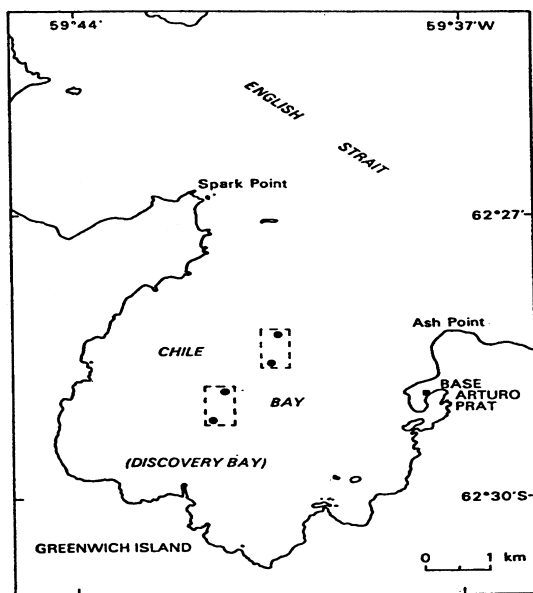 59°44'
59°37'W
ENGLISH
STRAIT
Spark Point
62°27'
Ash Point
CHILE
BASE
ARTURO
PRAT
BAY
(DISCOVERY BAY)
62°30'S
GREENWICH ISLAND
0 1 km